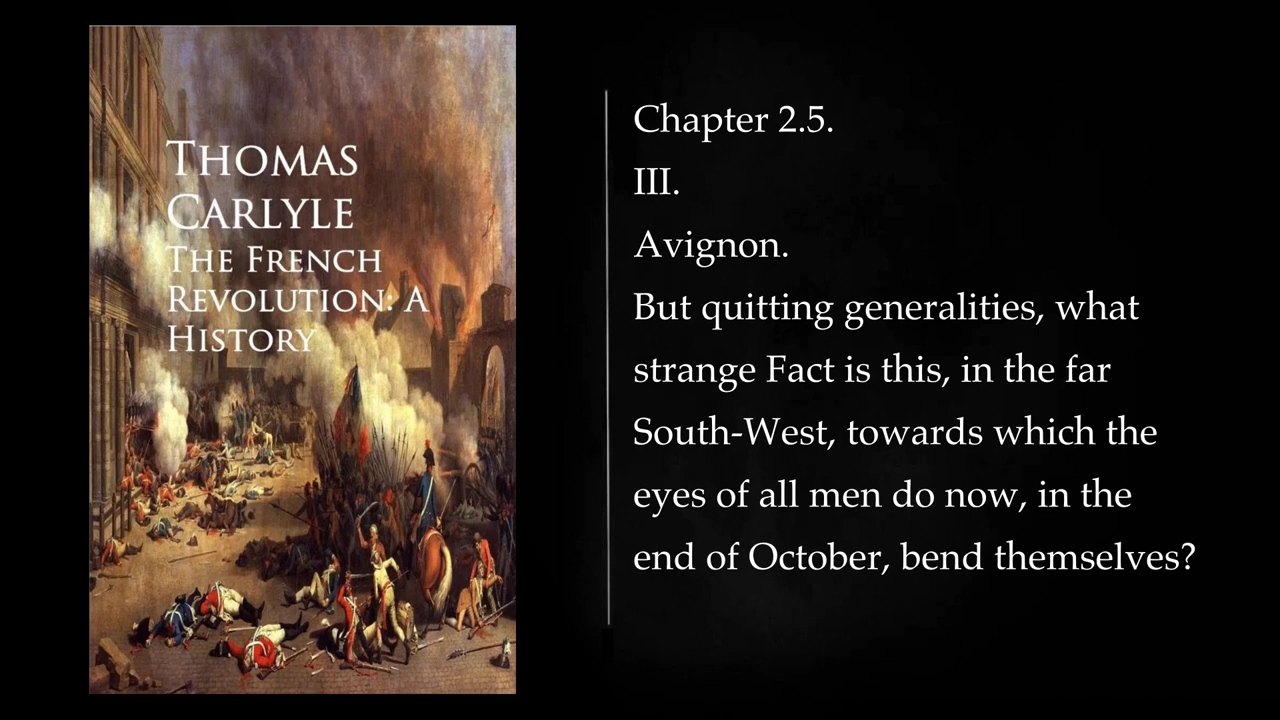 THOMAS
CARLYLE
THE FRENCH
REVOLUTION: A
HISTORY
Chapter 2.5.
III.
Avignon.
But quitting generalities, what
strange Fact is this, in the far
South-West, towards which the
eyes of all men do now, in the
end of October, bend themselves?